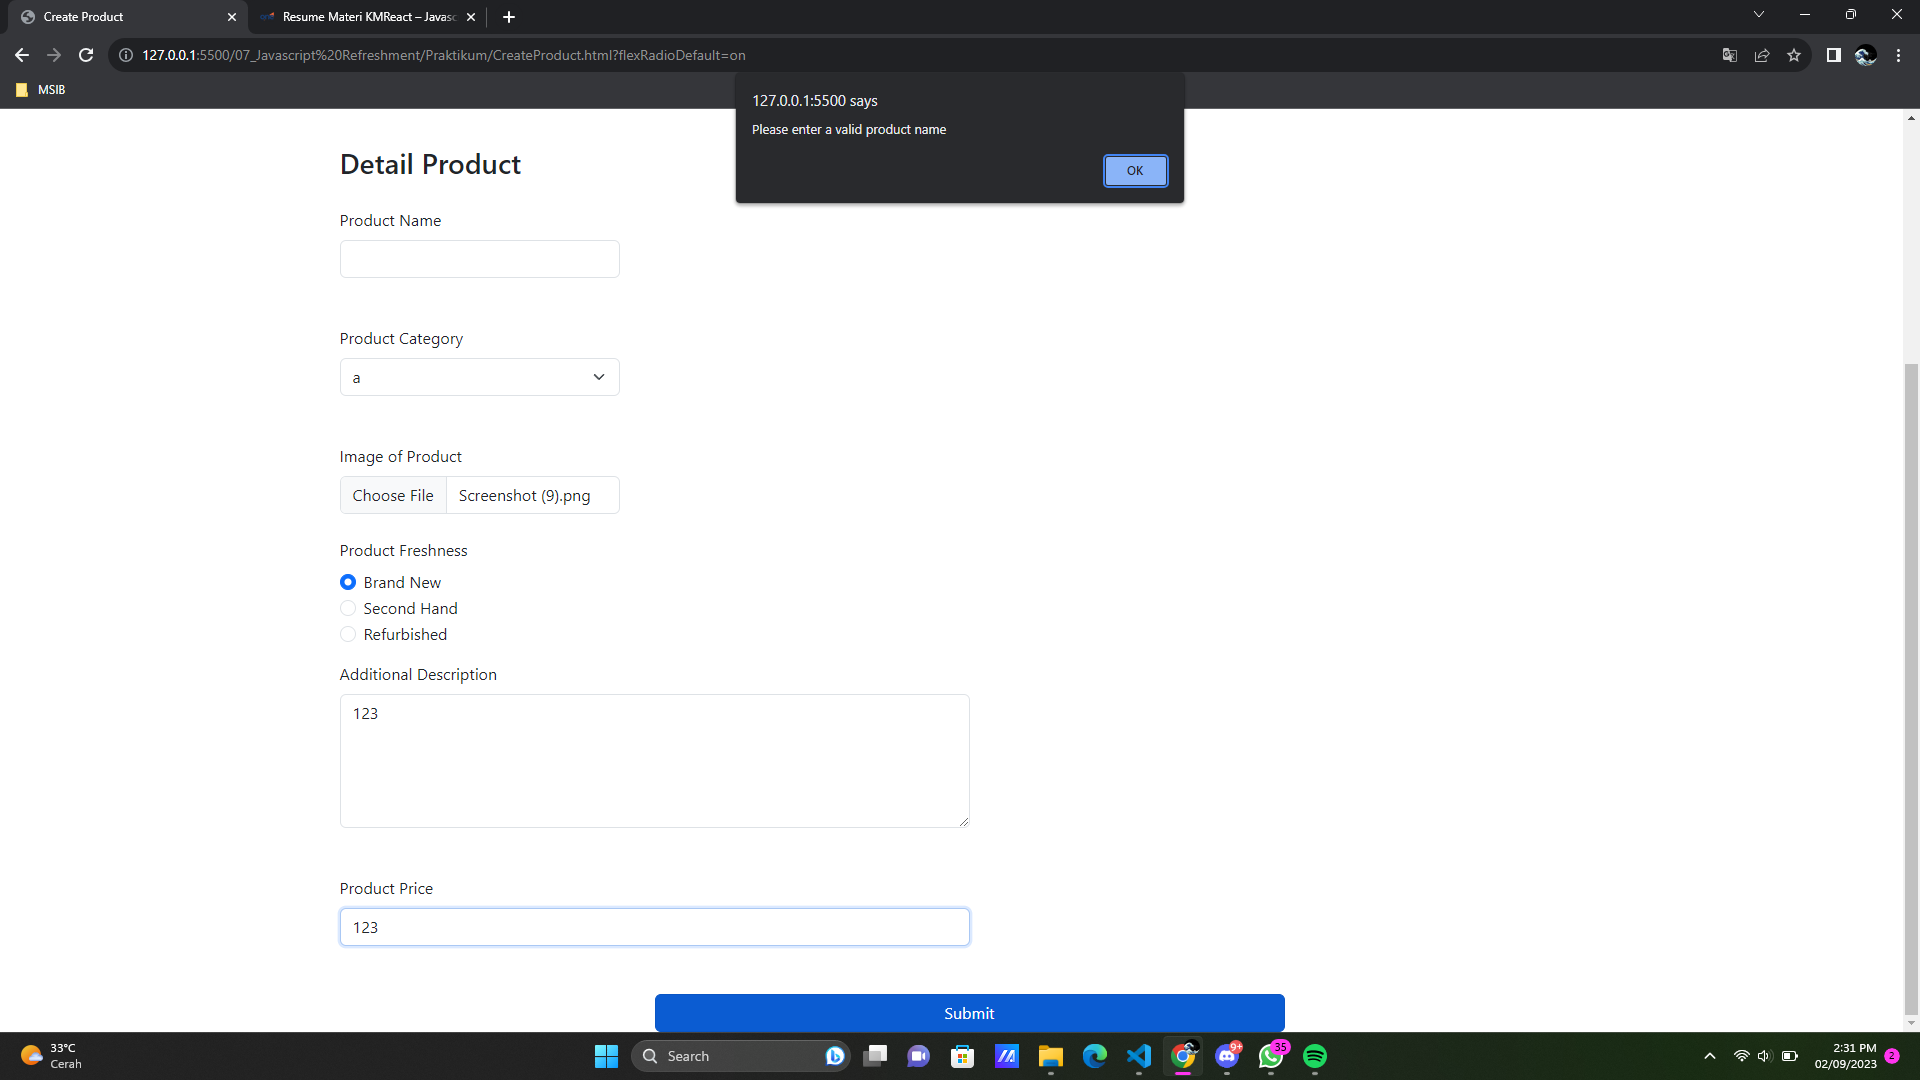 Create Product
Resume Materi KMReact – Javasc
127.0.0.1:5500/07_Javascript%20Refreshment/Praktikum/CreateProduct.html?flexRadioDefault=on
MSIB
127.0.0.1:5500 says
Please enter a valid product name
OK
Detail Product
Product Name
Product Category
a
Image of Product
Choose File
Screenshot (9).png
Product Freshness
Brand New
Second Hand
Refurbished
Additional Description
123
Product Price
123
Submit
33°C
Cerah
Search
9+
35
2:31 PM
02/09/2023
2